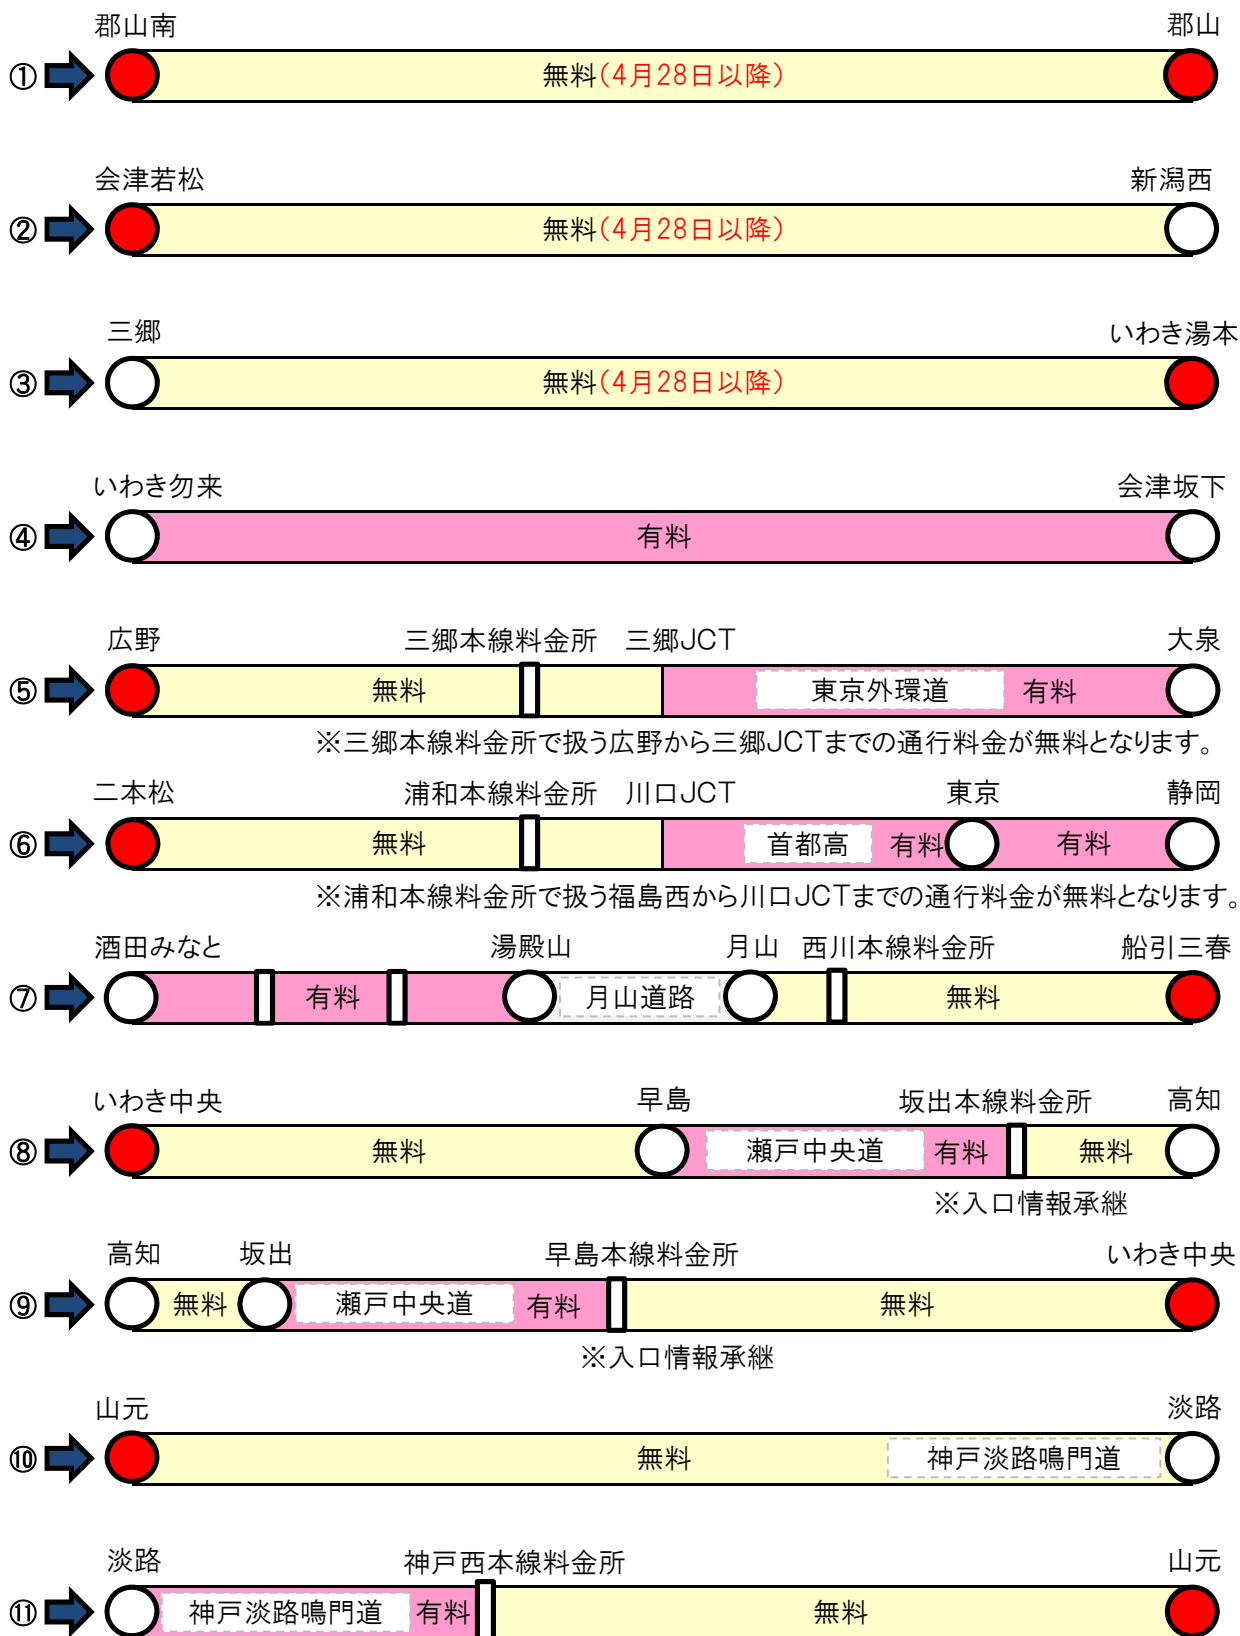 郡山南 郡山
① 無料(4月28日以降)
会津若松 新潟西
② 無料(4月28日以降)
三郷 いわき湯本
③ 無料(4月28日以降)
いわき勿来 会津坂下
④ 有料
広野 三郷本線料金所 三郷JCT 大泉
⑤ 無料 東京外環道 有料
※三郷本線料金所で扱う広野から三郷JCTまでの通行料金が無料となります。
二本松 浦和本線料金所 川口JCT 東京 静岡
⑥ 無料 首都高 有料 有料
※浦和本線料金所で扱う福島西から川口JCTまでの通行料金が無料となります。
酒田みなと 湯殿山 月山 西川本線料金所 船引三春
⑦ 有料 月山道路 無料
いわき中央 早島 坂出本線料金所 高知
⑧ 無料 瀬戸中央道 有料 無料
※入口情報承継
高知 坂出 早島本線料金所 いわき中央
⑨ 無料 瀬戸中央道 有料 無料
※入口情報承継
山元 淡路
⑩ 無料 神戸淡路鳴門道
淡路 神戸西本線料金所 山元
⑪ 神戸淡路鳴門道 有料 無料